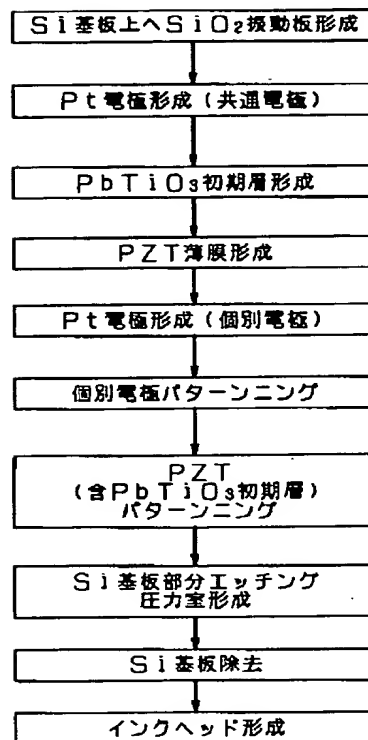 Si基板上へSiO2振動板形成
Pt電極形成(共通電極)
PbTiO3初期層形成
PZT薄膜形成
Pt電極形成(個別電極)
個別電極パターンニング
PZT
(含PbTiO3初期層)
パターンニング
Si基板部分エッチング
圧力室形成
Si基板除去
インクヘッド形成